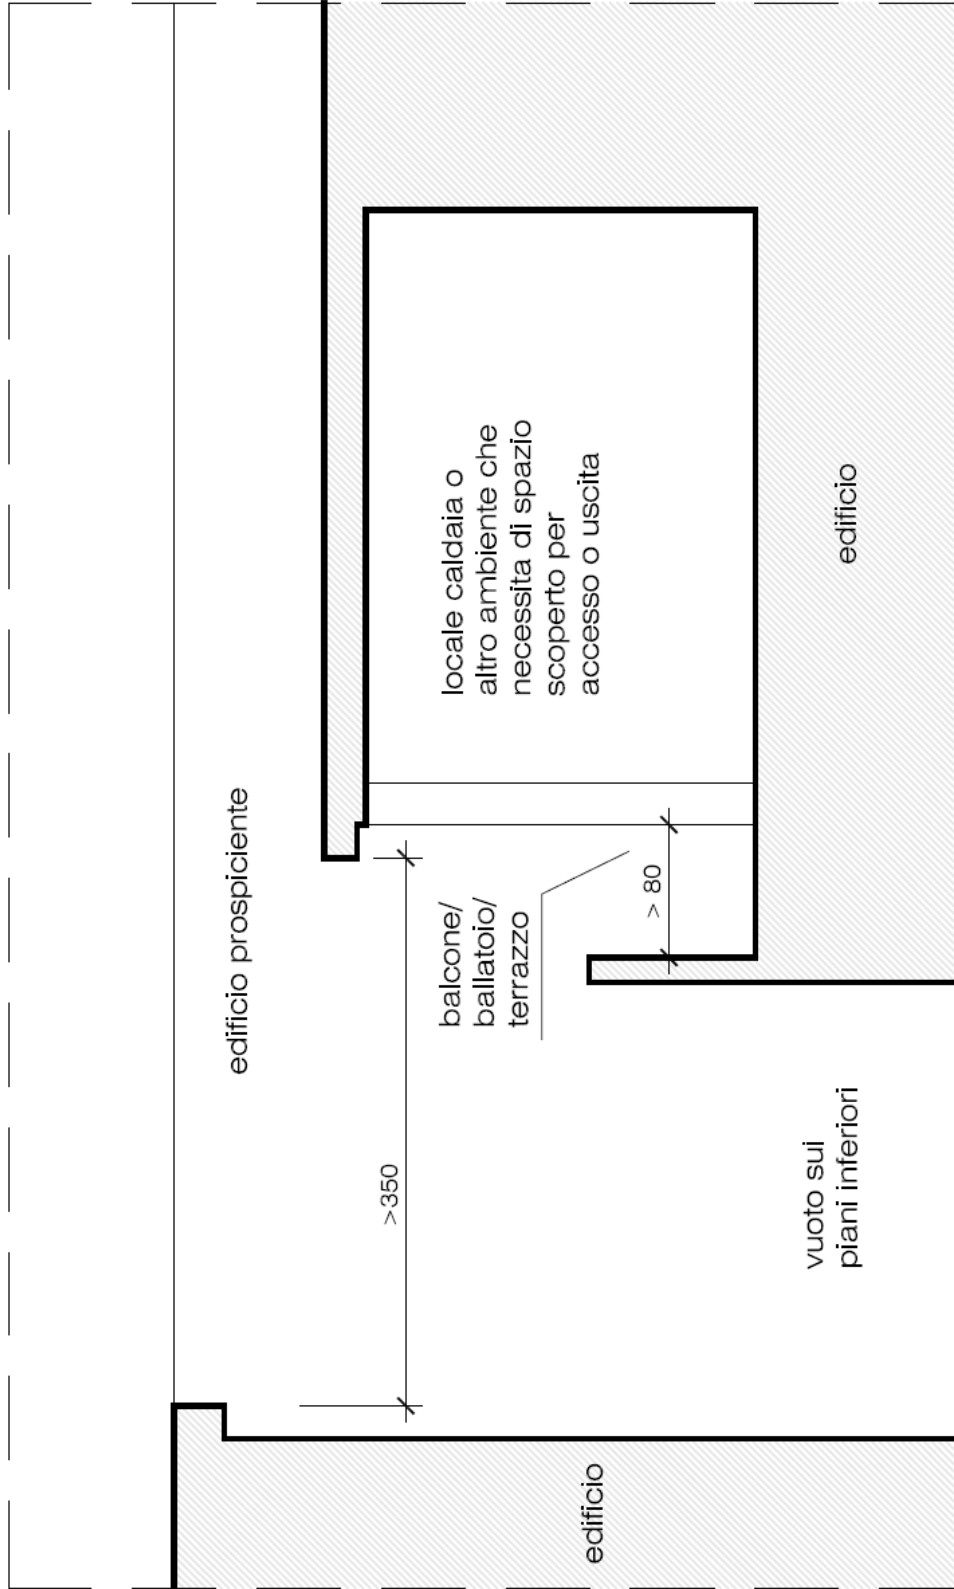 edificio prospiciente
locale caldaia o
altro ambiente che
necessita di spazio
scoperto per
accesso o uscita
>350
balcone/
ballatoio/
terrazzo
> 80
edificio
vuoto sui
piani inferiori
edificio